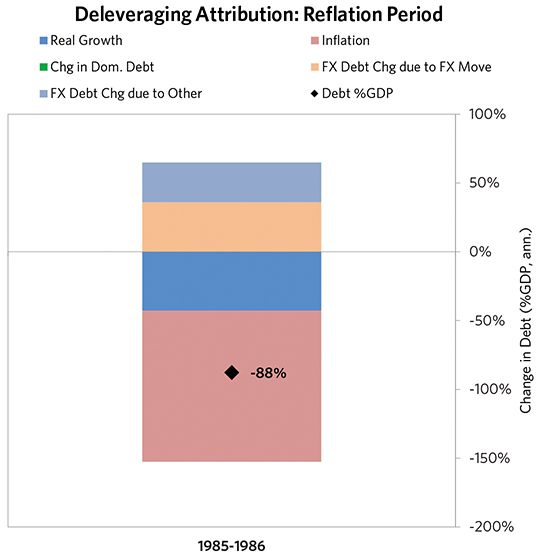 Deleveraging Attribution: Reflation Period
Real Growth
Inflation
Chg in Dom. Debt
FX Debt Chg due to FX Move
FX Debt Chg due to Other
Debt %GDP
100%
50%
0%
-50%
-100%
-150%
-200%
Change in Debt (%GDP, ann.)
-88%
1985-1986